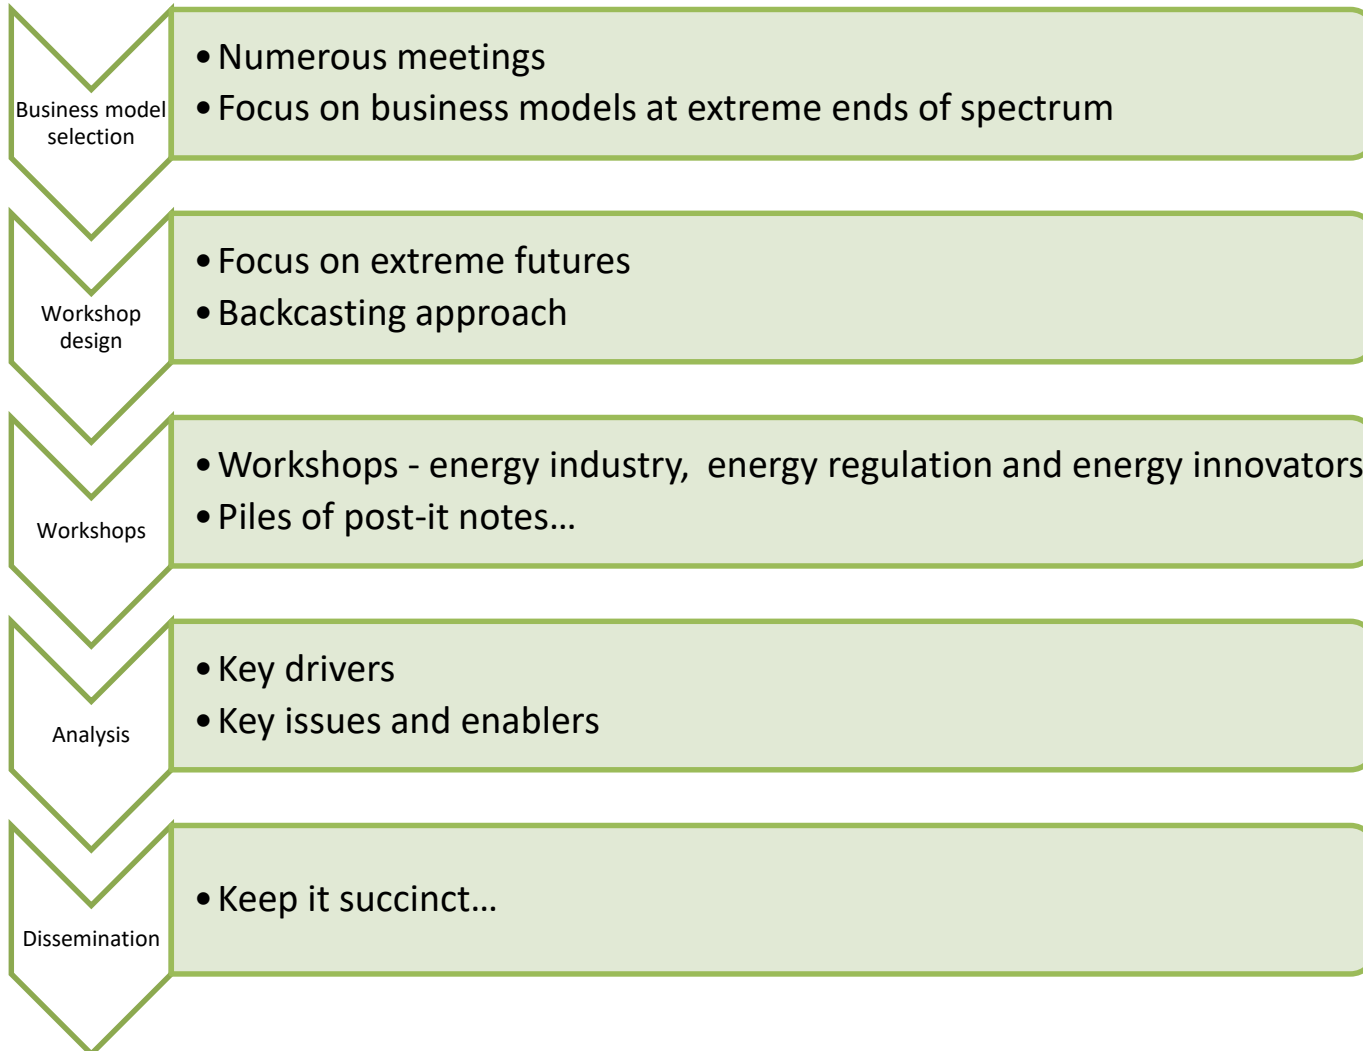 Business model
selection
• Numerous meetings
• Focus on business models at extreme ends of spectrum
Workshop
design
• Focus on extreme futures
• Backcasting approach
Workshops
• Workshops - energy industry,  energy regulation and energy innovators
• Piles of post-it notes…
Analysis
• Key drivers
• Key issues and enablers
Dissemination
• Keep it succinct…